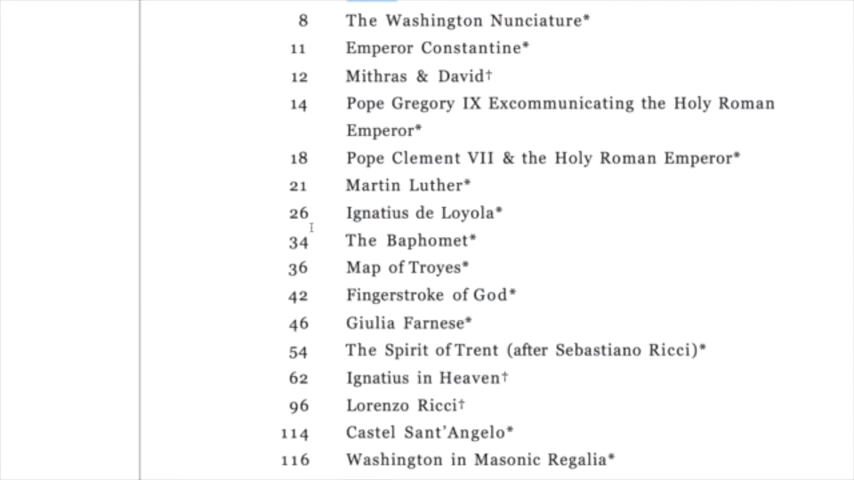 8 The Washington Nunciature*
11 Emperor Constantine*
12 Mithras & David†
14 Pope Gregory IX Excommunicating the Holy Roman
Emperor*
18 Pope Clement VII & the Holy Roman Emperor*
21 Martin Luther*
26 Ignatius de Loyola*
34 The Baphomet*
36 Map of Troyes*
42 Fingerstroke of God*
46 Giulia Farnese*
54 The Spirit of Trent (after Sebastiano Ricci)*
62 Ignatius in Heaven†
96 Lorenzo Ricci†
114 Castel Sant’Angelo*
116 Washington in Masonic Regalia*